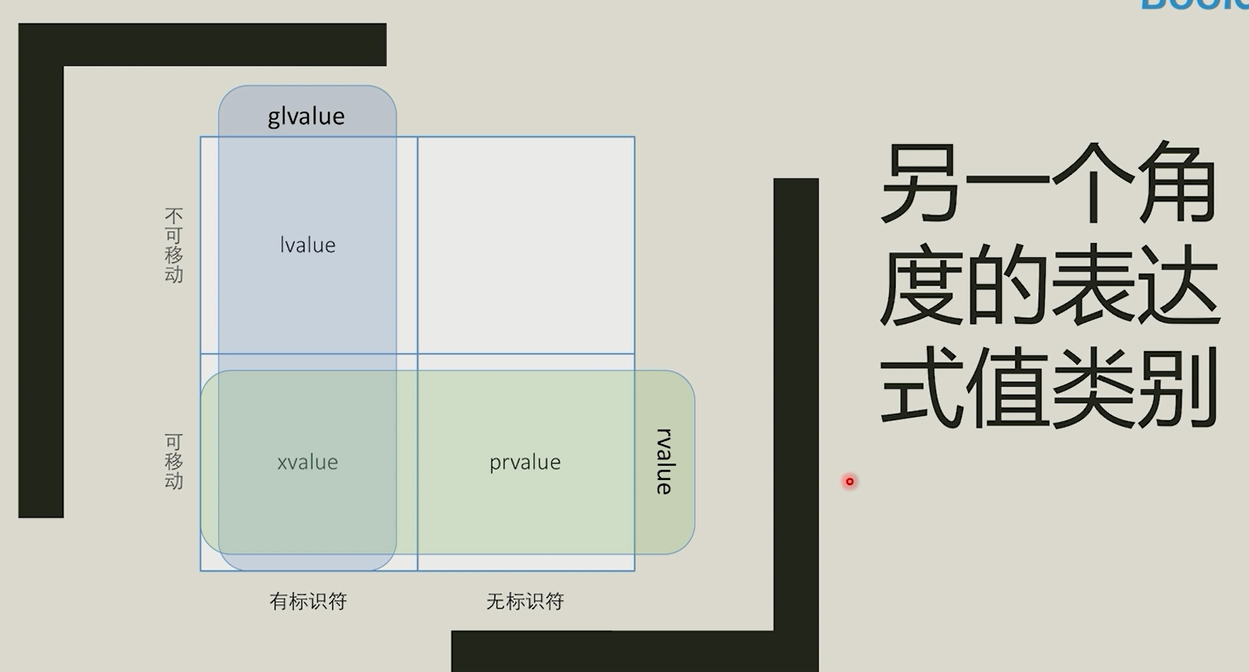 glvalue
不可移动
lvalue
可移动
xvalue
prvalue
rvalue
有标识符
无标识符
另一个角
度的表达
式值类别